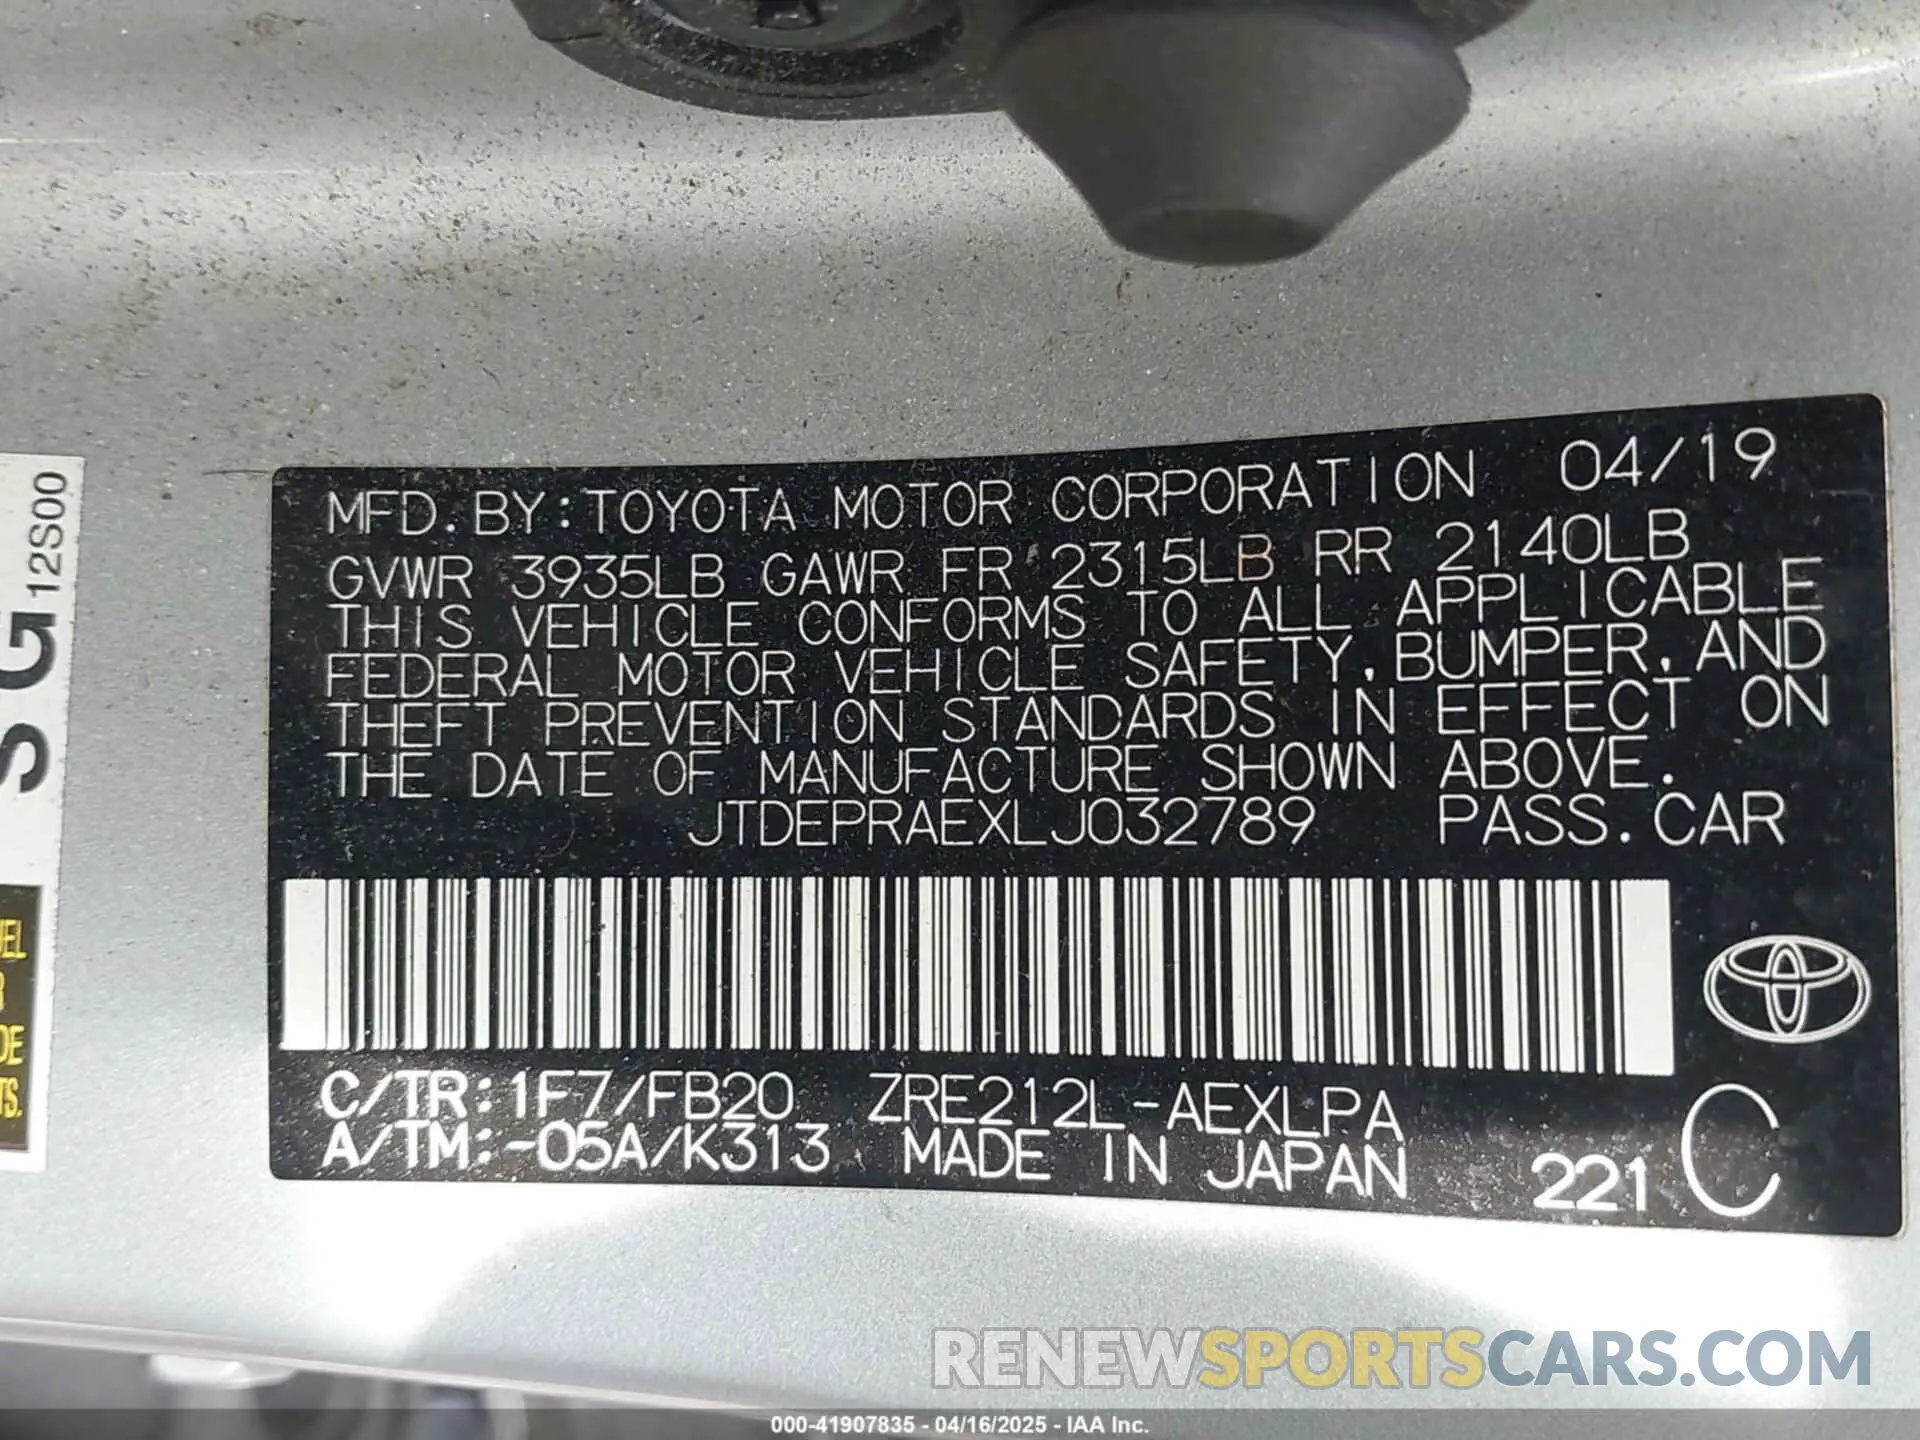 MFD. BY: TOYOTA MOTOR CORPORATION 04/19
GVWR 3935LB GAWR FR 2315LB RR 2140LB
THIS VEHICLE CONFORMS TO ALL APPLICABLE
FEDERAL MOTOR VEHICLE SAFETY, BUMPER, AND
THEFT PREVENTION STANDARDS IN EFFECT ON
THE DATE OF MANUFACTURE SHOWN ABOVE.
JTDEPRAEXLJ032789 PASS. CAR
C/TR: 1F7/FB20 ZRE212L-AEXLPA
A/TM: -05A/K313 MADE IN JAPAN 221 C
SG 12S00
RENEWSPORTSCARS.COM
000-41907835 - 04/16/2025 - IAA Inc.